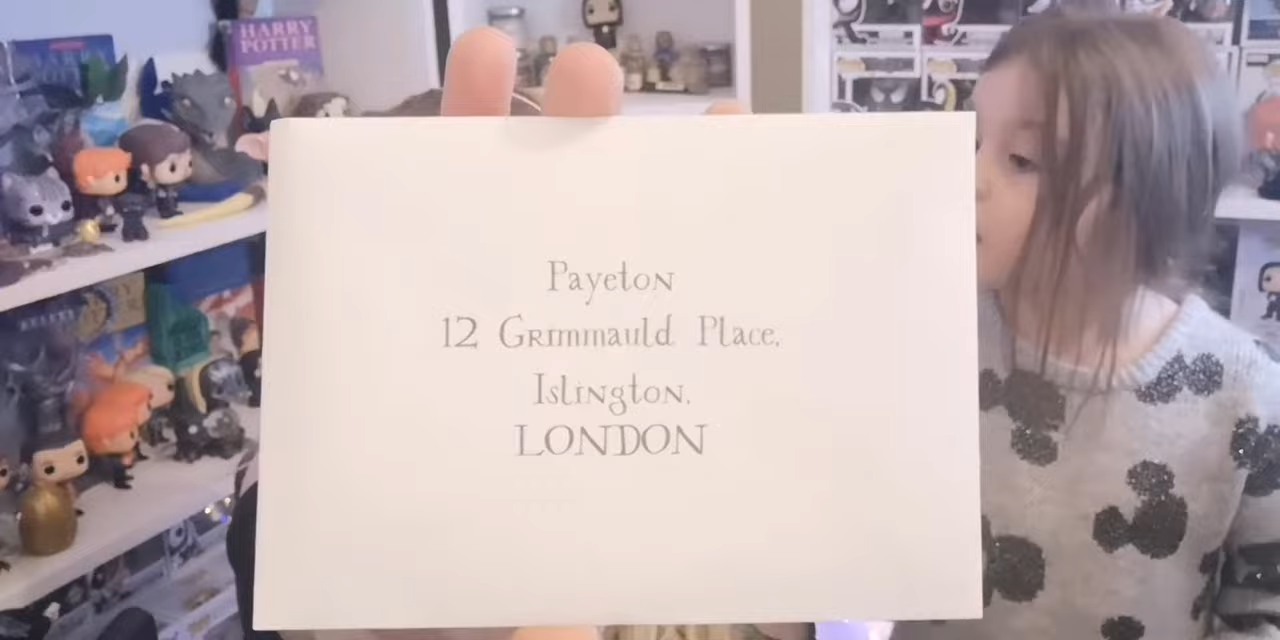 HARRY
POTTER
Payeton
12 Grimmauld Place,
Islington,
LONDON